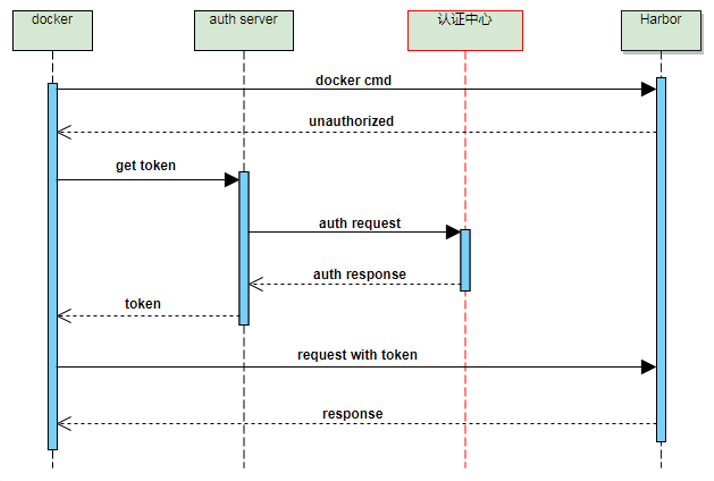 docker
auth server
认证中心
Harbor
docker cmd
unauthorized
get token
auth request
auth response
token
request with token
response